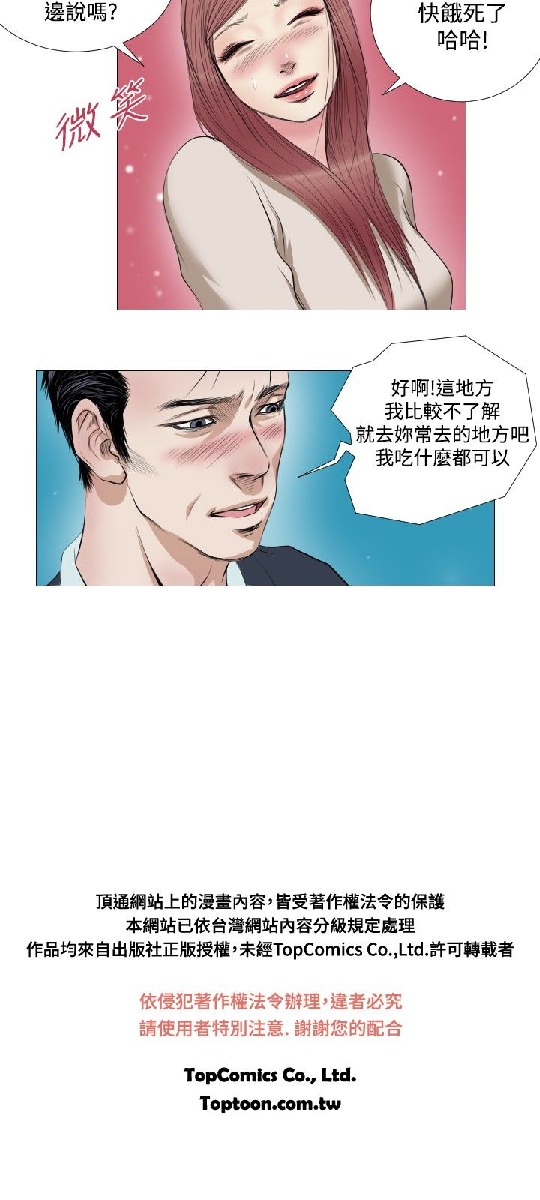 邊說嗎?
快餓死了
哈哈!
微笑
好啊!這地方
我比較不了解
就去妳常去的地方吧
我吃什麼都可以
頂通網站上的漫畫內容,皆受著作權法令的保護
本網站已依台灣網站內容分級規定處理
作品均來自出版社正版授權,未經TopComics Co.,Ltd.許可轉載者
依侵犯著作權法令辦理,違者必究
請使用者特別注意. 謝謝您的配合
TopComics Co., Ltd.
Toptoon.com.tw